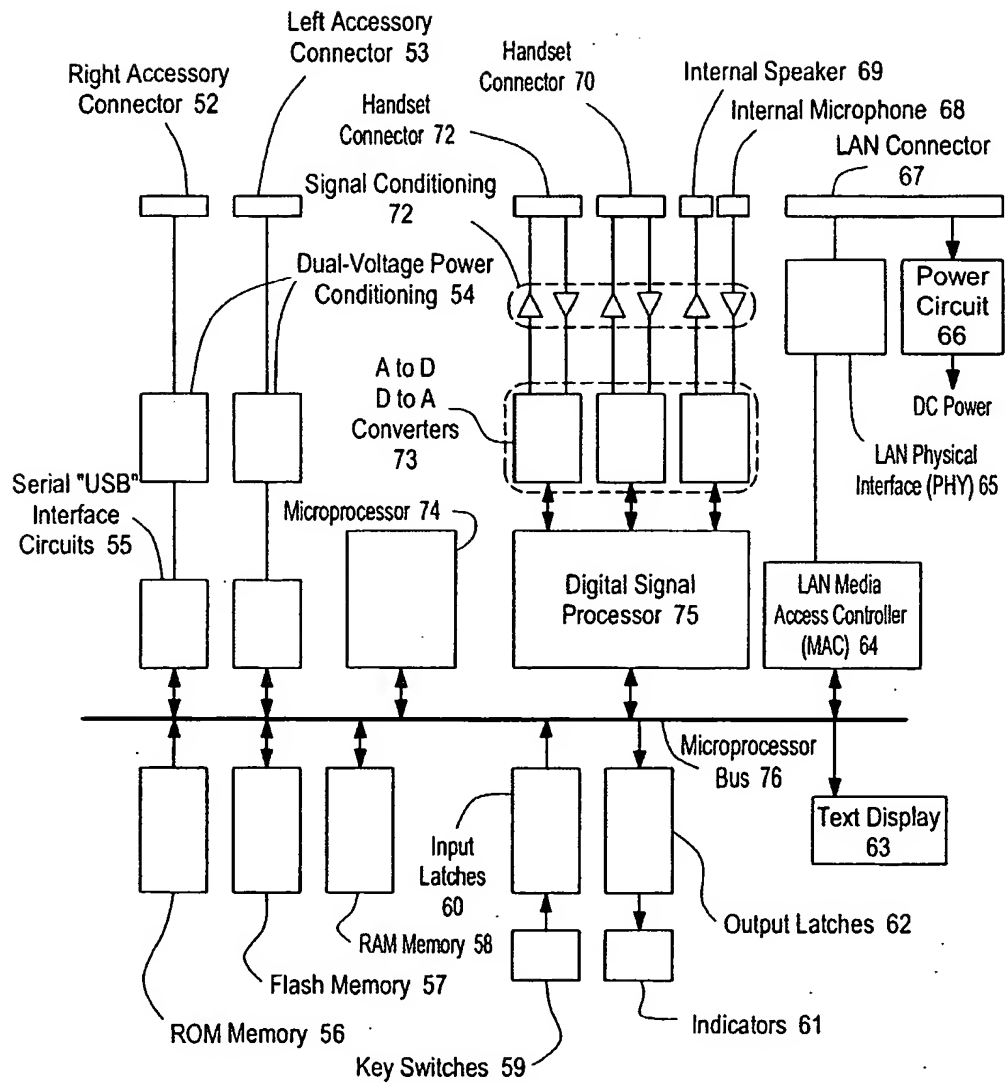 Left Accessory
Connector 53
Right Accessory
Connector 52
Handset
Connector 70
Handset
Connector 72
Internal Speaker 69
Internal Microphone 68
LAN Connector
67
Signal Conditioning
72
Dual-Voltage Power
Conditioning 54
Power
Circuit
66
A to D
D to A
Converters
73
DC Power
LAN Physical
Interface (PHY) 65
Serial "USB"
Interface
Circuits 55
Microprocessor 74
Digital Signal
Processor 75
LAN Media
Access Controller
(MAC) 64
Microprocessor
Bus 76
Text Display
63
Input
Latches
60
RAM Memory 58
Output Latches 62
Flash Memory 57
ROM Memory 56
Indicators 61
Key Switches 59